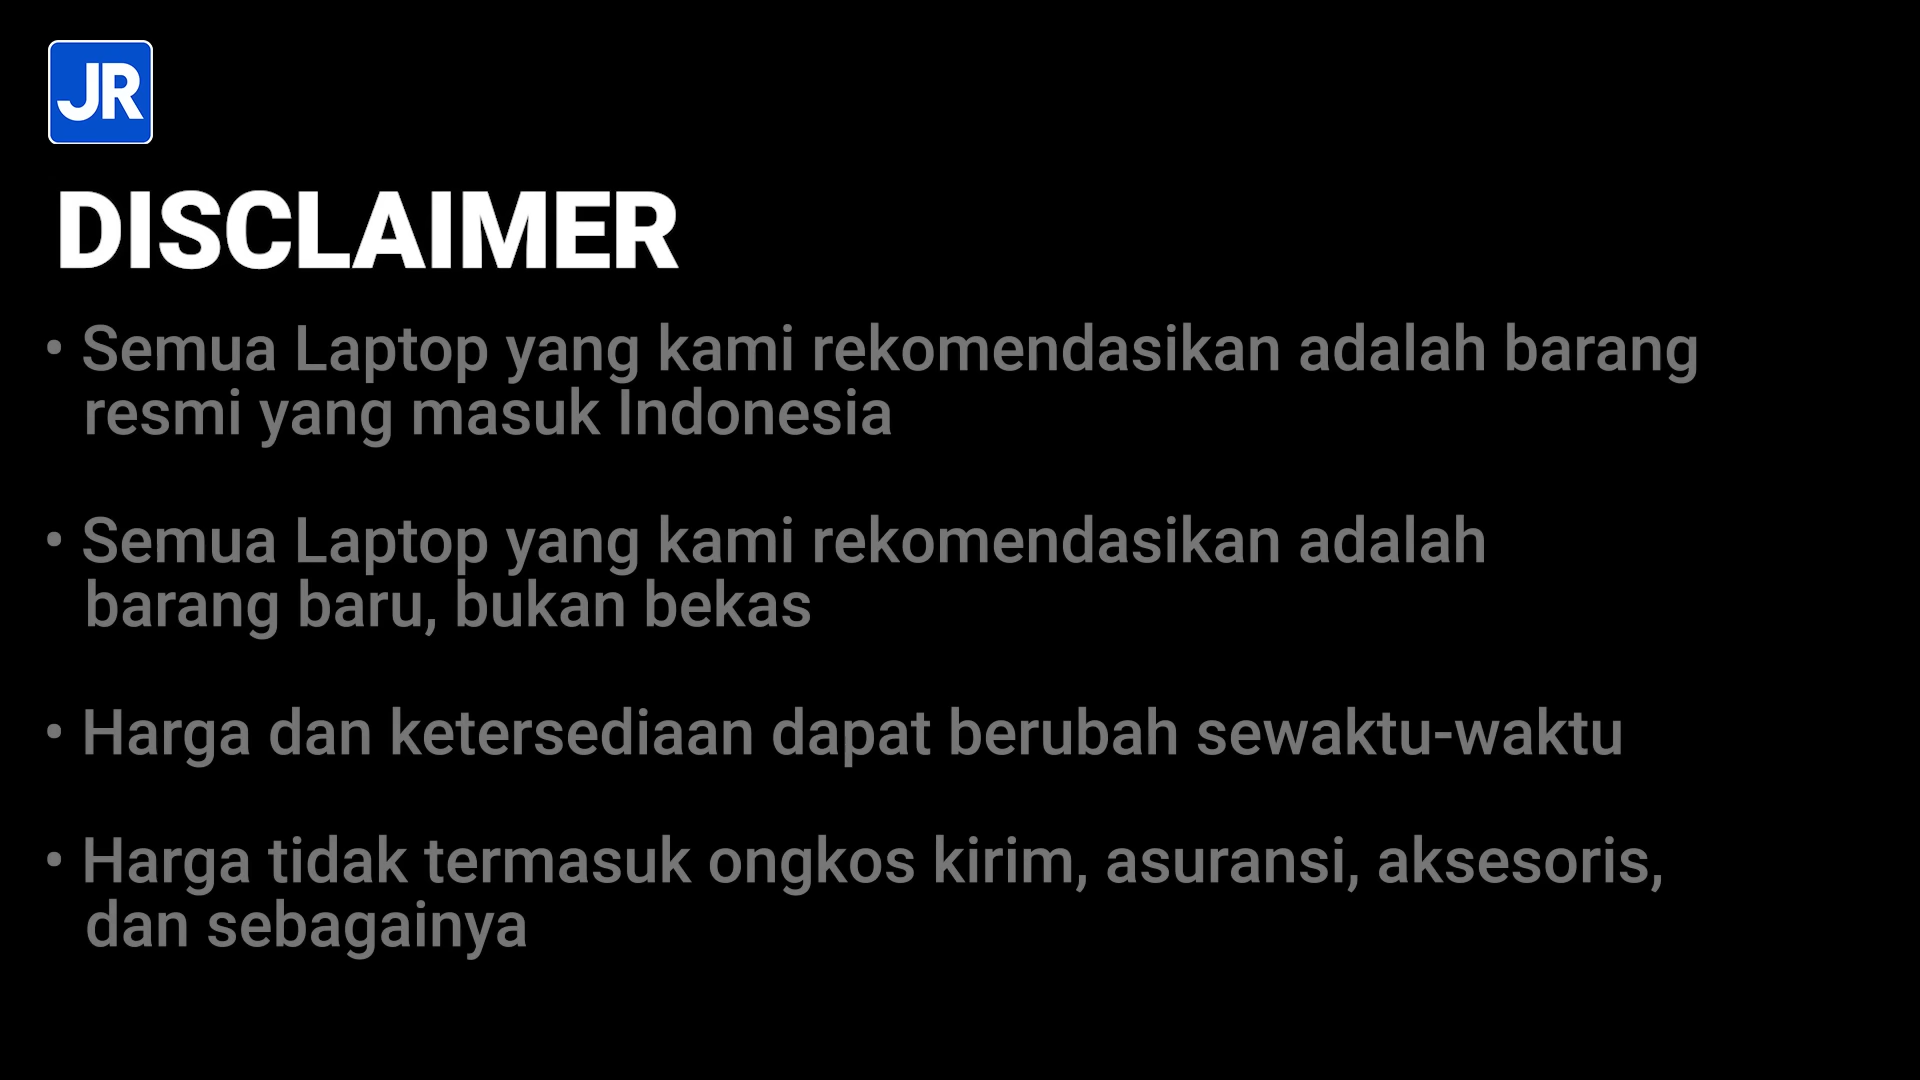 JR
DISCLAIMER
• Semua Laptop yang kami rekomendasikan adalah barang
resmi yang masuk Indonesia
• Semua Laptop yang kami rekomendasikan adalah
barang baru, bukan bekas
• Harga dan ketersediaan dapat berubah sewaktu-waktu
• Harga tidak termasuk ongkos kirim, asuransi, aksesoris,
dan sebagainya